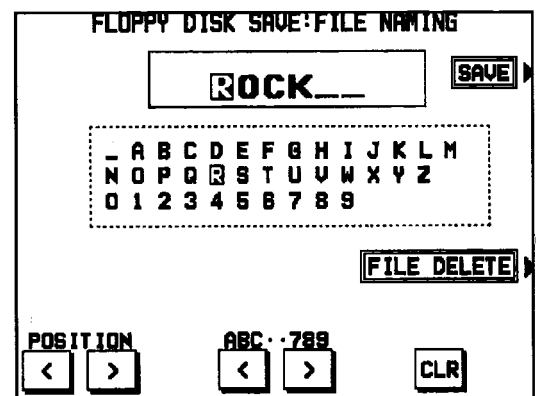 FLOPPY DISK SAVE:FILE NAMING
ROCK__
SAVE
_ A B C D E F G H I J K L M
N O P Q R S T U V W X Y Z
0 1 2 3 4 5 6 7 8 9
FILE DELETE
POSITION ABC··789
< > < > CLR